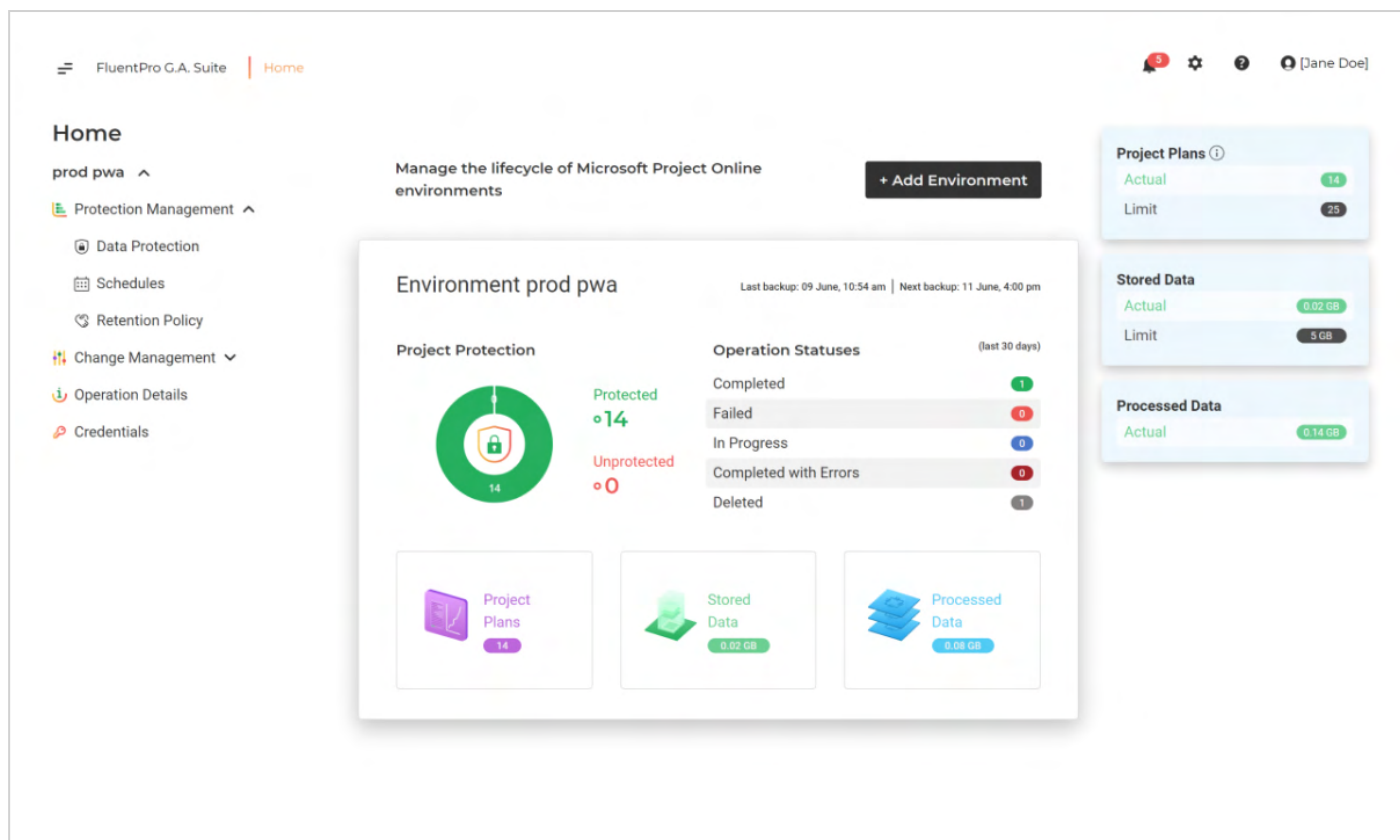 FluentPro G.A. Suite
Home
5
[Jane Doe]
Home
prod pwa
Protection Management
Data Protection
Schedules
Retention Policy
Change Management
Operation Details
Credentials
Manage the lifecycle of Microsoft Project Online
environments
+ Add Environment
Environment prod pwa
Last backup: 09 June, 10:54 am | Next backup: 11 June, 4:00 pm
Project Protection
0
14
Protected
14
Unprotected
0
Operation Statuses (last 30 days)
Completed 1
Failed 0
In Progress 0
Completed with Errors 0
Deleted 1
Project
Plans
14
Stored
Data
0.02 GB
Processed
Data
0.08 GB
Project Plans
Actual 14
Limit 25
Stored Data
Actual 0.02 GB
Limit 5 GB
Processed Data
Actual 0.14 GB